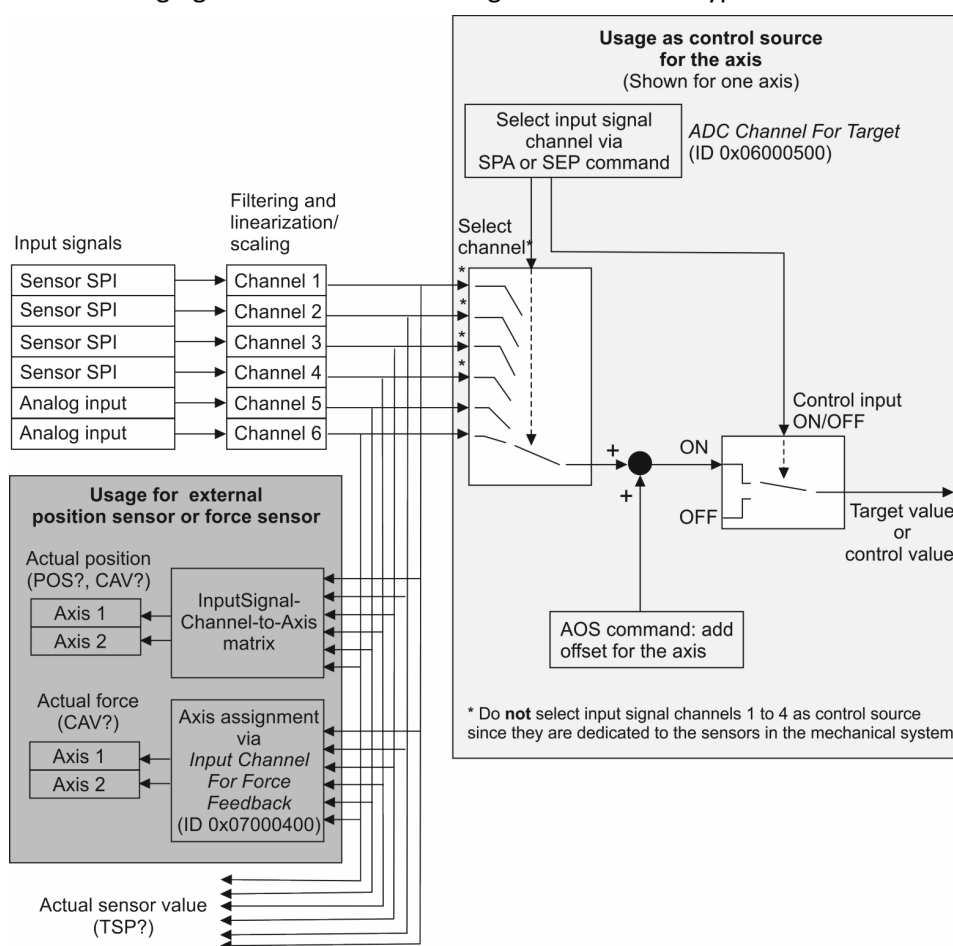 Usage as control source
for the axis
(Shown for one axis)
Select input signal
channel via
SPA or SEP command
ADC Channel For Target
(ID 0x06000500)
Filtering and
linearization/
scaling
Input signals
Select
channel*
Sensor SPI
Channel 1
*
Sensor SPI
Channel 2
*
Sensor SPI
Channel 3
*
Sensor SPI
Channel 4
*
Analog input
Channel 5
Analog input
Channel 6
Control input
ON/OFF
+
+
ON
OFF
Target value
or
control value
AOS command: add
offset for the axis
* Do not select input signal channels 1 to 4 as control source
since they are dedicated to the sensors in the mechanical system
Usage for external
position sensor or force sensor
Actual position
(POS?, CAV?)
Axis 1
Axis 2
InputSignal-
Channel-to-Axis
matrix
Actual force
(CAV?)
Axis 1
Axis 2
Axis assignment
via
Input Channel
For Force
Feedback
(ID 0x07000400)
Actual sensor value
(TSP?)